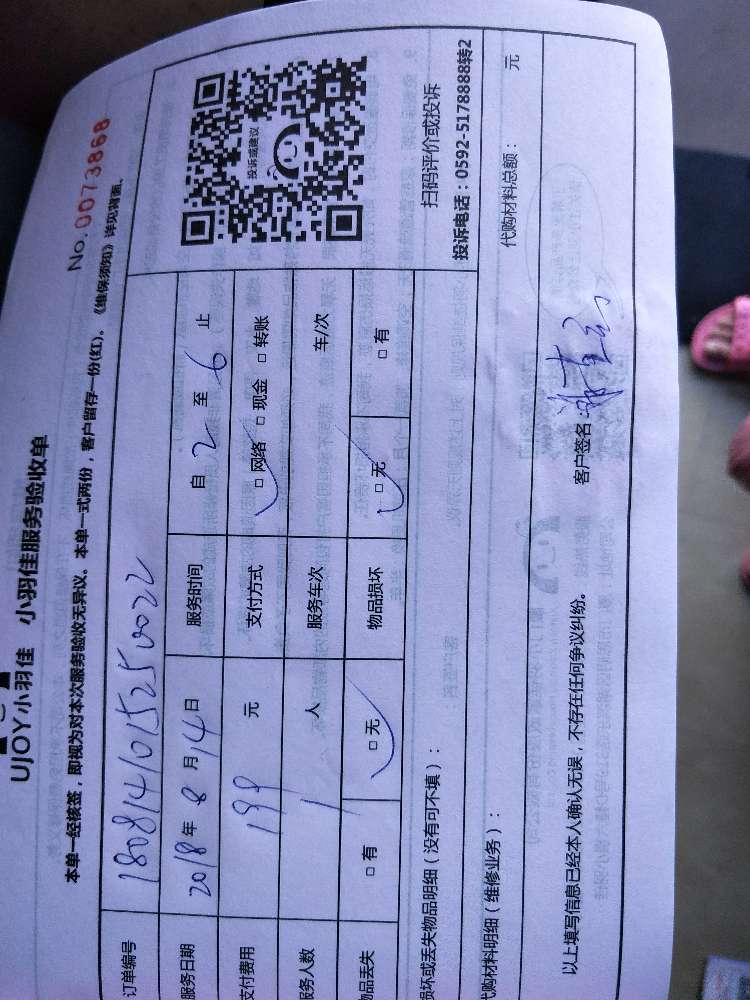 UJOY小羽佳 小羽佳服务验收单
No. 0073868
本单一经核签，即视为对本次服务验收无异议。本单一式两份，客户留存一份(红)。《维保须知》详见背面。
订单编号 180814015250022
服务日期 2018年8月14日 服务时间 自2至6止
支付费用 199 元 支付方式 □网络 □现金 □转账
服务人数 1 人 服务车次 车/次
物品丢失 □有 □无 物品损坏 □无 □有
投诉或建议
扫码评价或投诉
投诉电话：0592-5178888转2
损坏或丢失物品明细（没有可不填）：
代购材料明细（维修业务）： 代购材料总额： 元
以上填写信息已经本人确认无误，不存在任何争议纠纷。 客户签名：